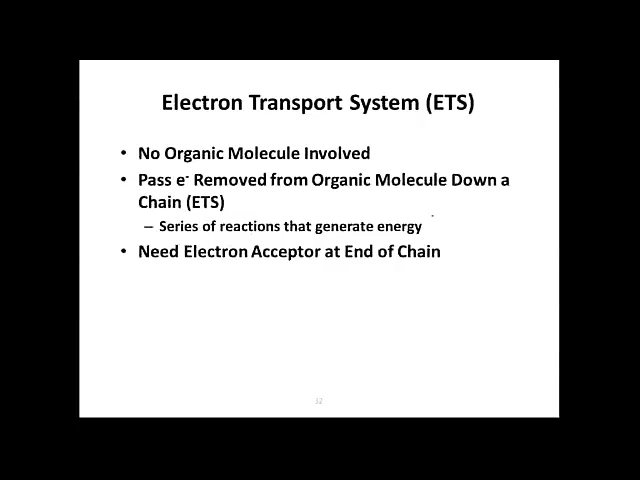 Electron Transport System (ETS)
• No Organic Molecule Involved
• Pass e- Removed from Organic Molecule Down a
Chain (ETS)
– Series of reactions that generate energy
• Need Electron Acceptor at End of Chain